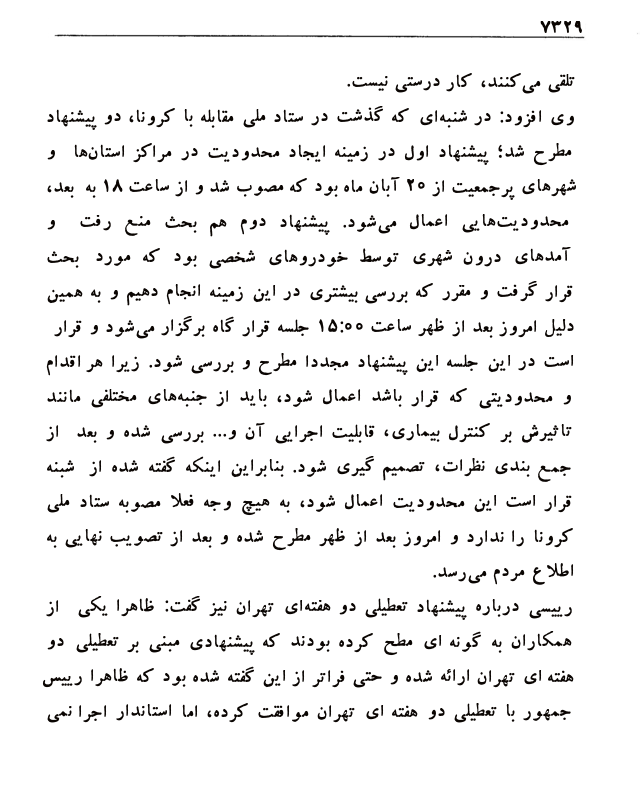 ۷۳۲۹
تلقی می‌کنند، کار درستی نیست.
وی افزود: در شنبه‌ای که گذشت در ستاد ملی مقابله با کرونا، دو پیشنهاد
مطرح شد؛ پیشنهاد اول در زمینه ایجاد محدودیت در مراکز استان‌ها و
شهرهای پرجمعیت از ۲۰ آبان ماه بود که مصوب شد و از ساعت ۱۸ به بعد،
محدودیت‌هایی اعمال می‌شود. پیشنهاد دوم هم بحث منع رفت و
آمدهای درون شهری توسط خودروهای شخصی بود که مورد بحث
قرار گرفت و مقرر که بررسی بیشتری در این زمینه انجام دهیم و به همین
دلیل امروز بعد از ظهر ساعت ۱۵:۰۰ جلسه قرار گاه برگزار می‌شود و قرار
است در این جلسه این پیشنهاد مجددا مطرح و بررسی شود. زیرا هر اقدام
و محدودیتی که قرار باشد اعمال شود، باید از جنبه‌های مختلفی مانند
تاثیرش بر کنترل بیماری، قابلیت اجرایی آن و... بررسی شده و بعد از
جمع بندی نظرات، تصمیم گیری شود. بنابراین اینکه گفته شده از شبنه
قرار است این محدودیت اعمال شود، به هیچ وجه فعلا مصوبه ستاد ملی
کرونا را ندارد و امروز بعد از ظهر مطرح شده و بعد از تصویب نهایی به
اطلاع مردم می‌رسد.
رییسی درباره پیشنهاد تعطیلی دو هفته‌ای تهران نیز گفت: ظاهرا یکی از
همکاران به گونه ای مطح کرده بودند که پیشنهادی مبنی بر تعطیلی دو
هفته ای تهران ارائه شده و حتی فراتر از این گفته شده بود که ظاهرا رییس
جمهور با تعطیلی دو هفته ای تهران موافقت کرده، اما استاندار اجرا نمی